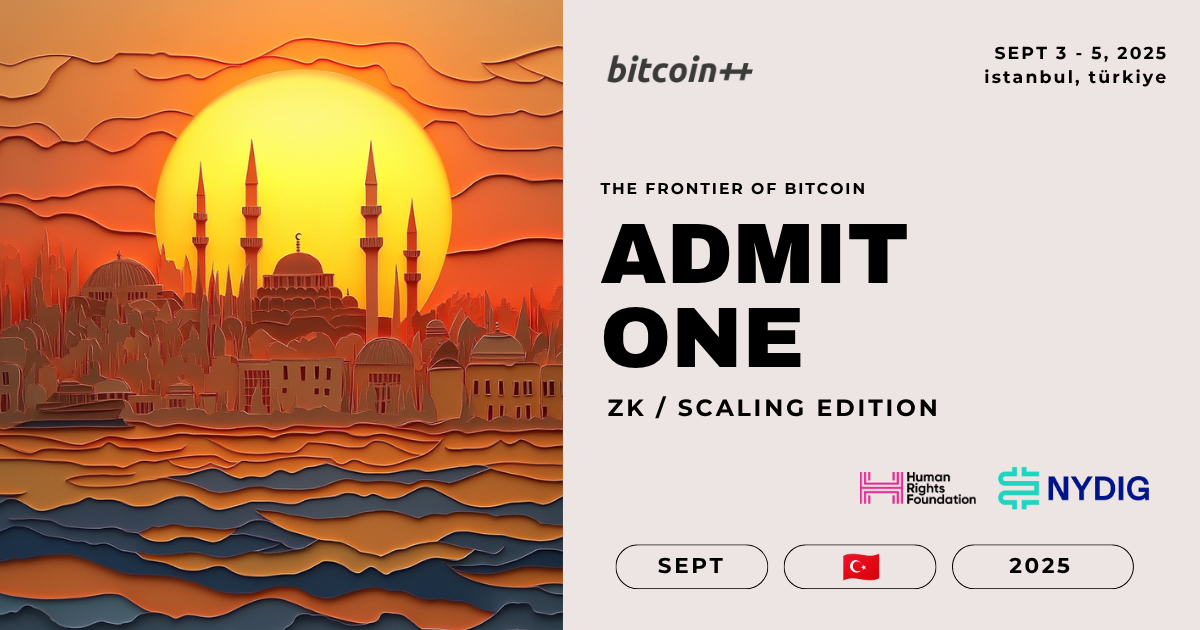 bitcoin++
SEPT 3 - 5, 2025
istanbul, türkiye
THE FRONTIER OF BITCOIN
ADMIT
ONE
ZK / SCALING EDITION
Human
Rights
Foundation
NYDIG
SEPT
2025